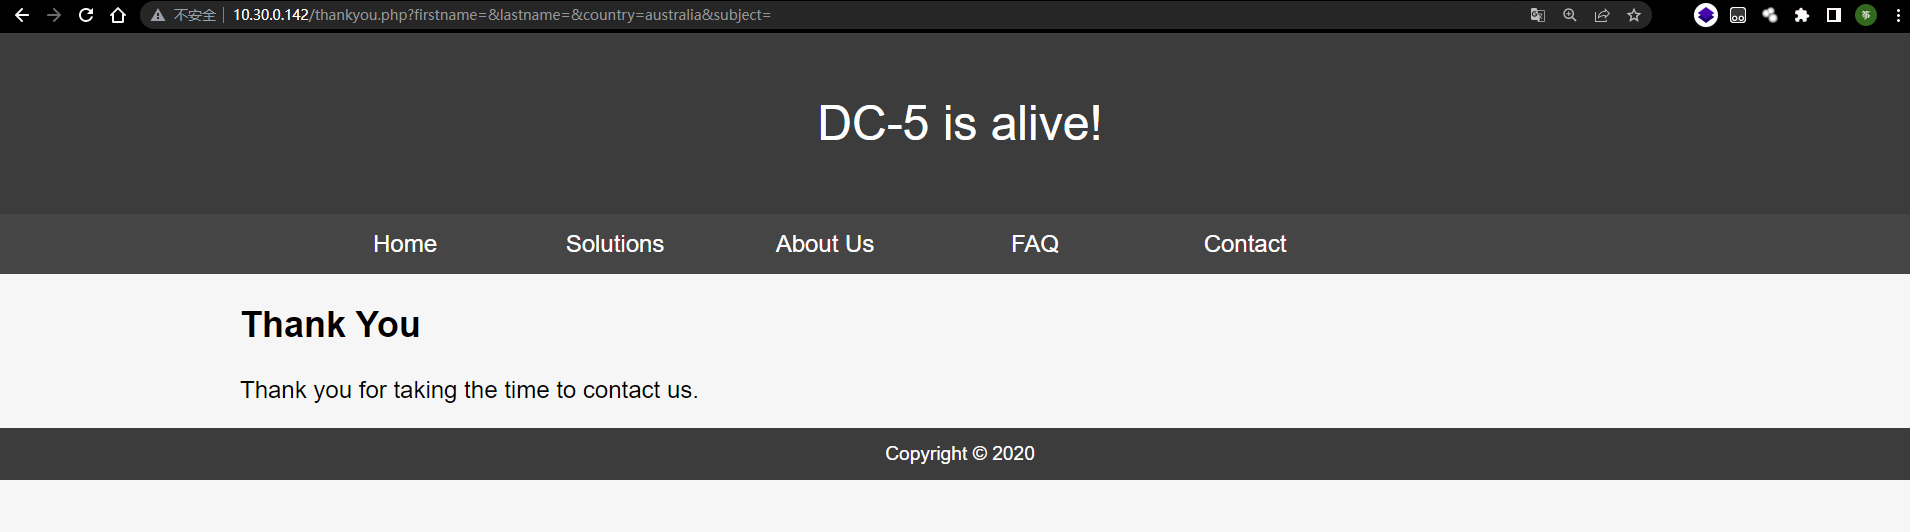 不安全 10.30.0.142/thankyou.php?firstname=&lastname=&country=australia&subject=
DC-5 is alive!
Home Solutions About Us FAQ Contact
Thank You
Thank you for taking the time to contact us.
Copyright © 2020